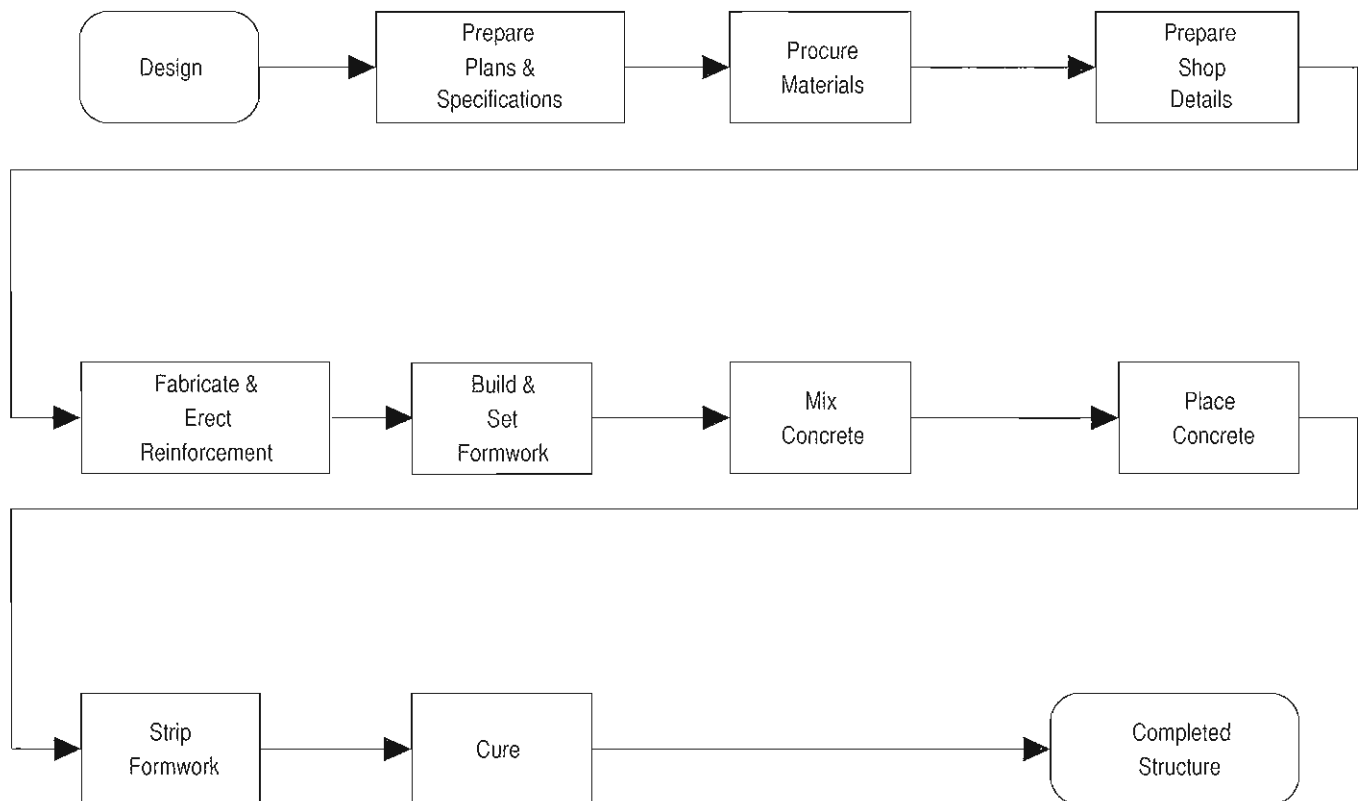 Design
Prepare
Plans &
Specifications
Procure
Materials
Prepare
Shop
Details
Fabricate &
Erect
Reinforcement
Build &
Set
Formwork
Mix
Concrete
Place
Concrete
Strip
Formwork
Cure
Completed
Structure